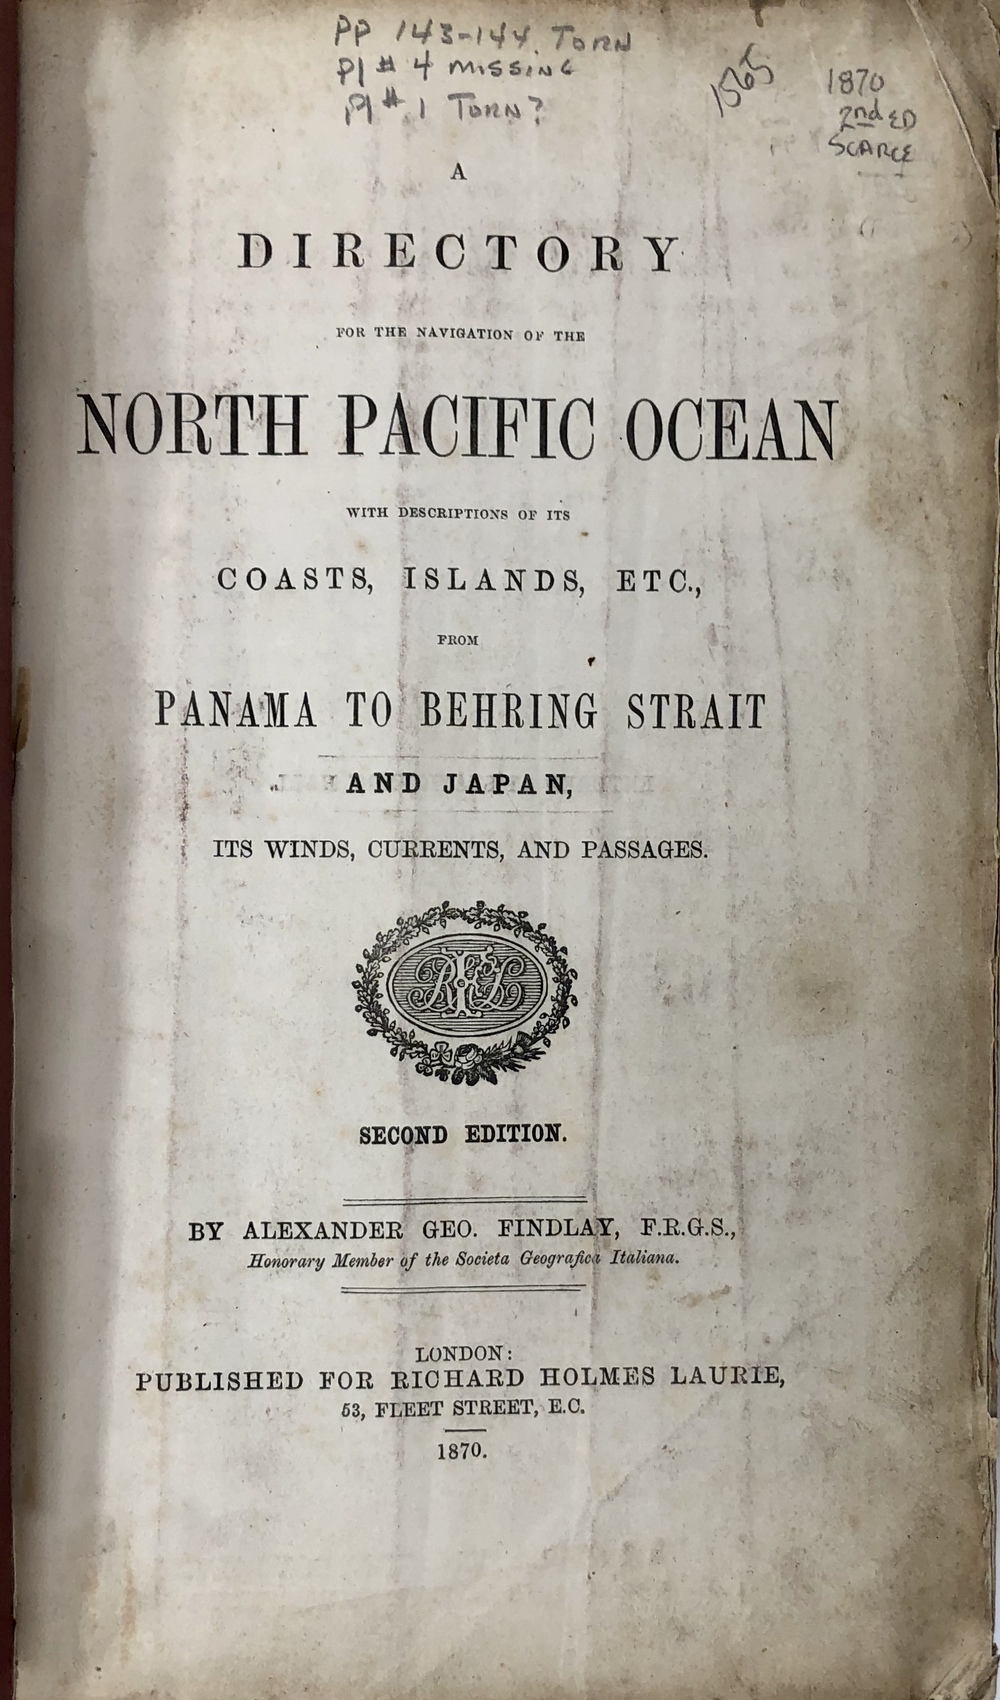 PP 143-144 TORN
Pl # 4 MISSING
Pl # 1 TORN?
1565
1870
2nd ED
SCARCE
A
DIRECTORY
FOR THE NAVIGATION OF THE
NORTH PACIFIC OCEAN
WITH DESCRIPTIONS OF ITS
COASTS, ISLANDS, ETC.,
FROM
PANAMA TO BEHRING STRAIT
AND JAPAN,
ITS WINDS, CURRENTS, AND PASSAGES.
SECOND EDITION.
BY ALEXANDER GEO. FINDLAY, F.R.G.S.,
Honorary Member of the Societa Geografica Italiana.
LONDON:
PUBLISHED FOR RICHARD HOLMES LAURIE,
53, FLEET STREET, E.C.
1870.